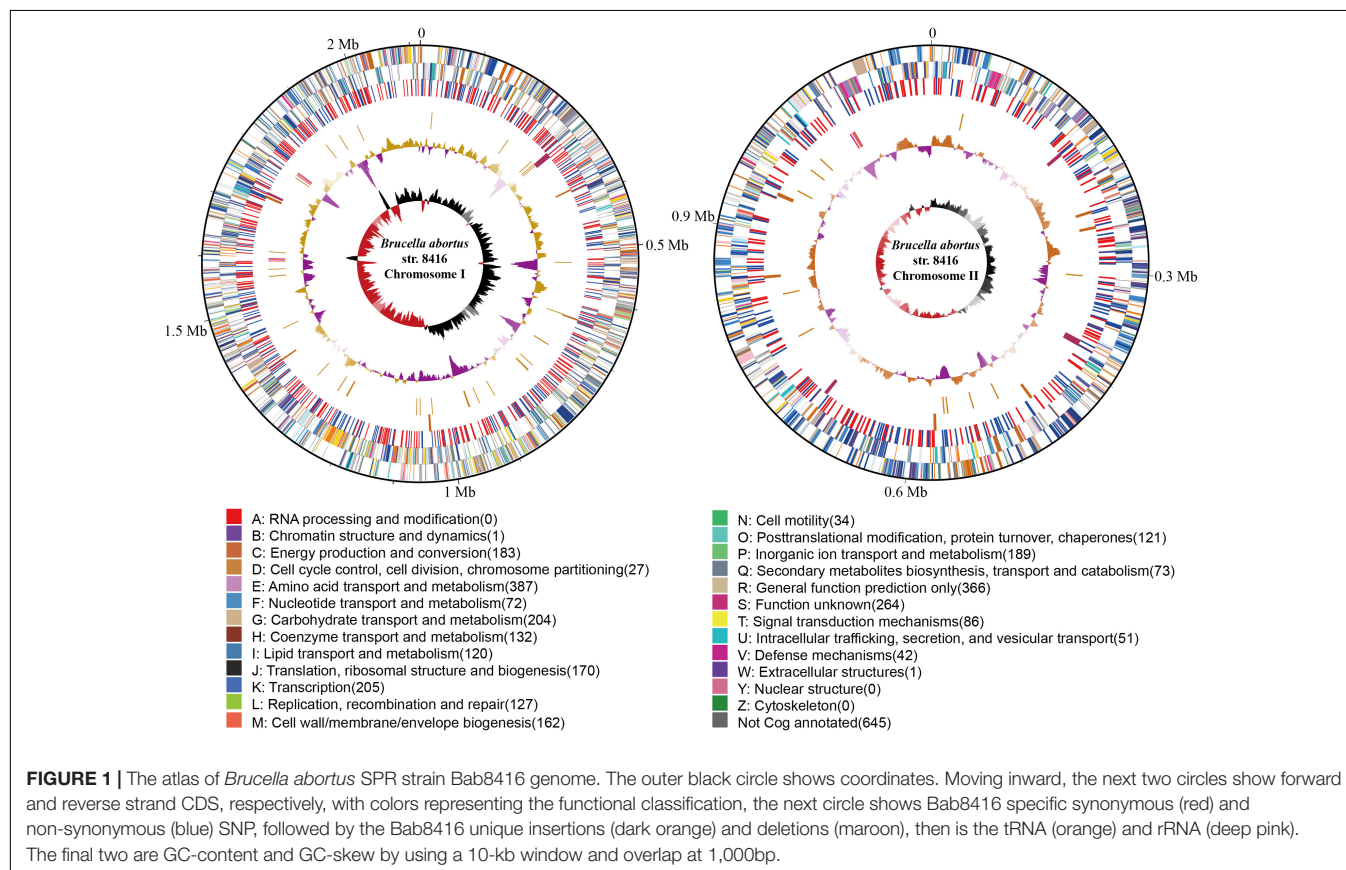 0
2 Mb
0.5 Mb
1.5 Mb
1 Mb
Brucella abortus
str. 8416
Chromosome I
0
0.9 Mb
0.3 Mb
0.6 Mb
Brucella abortus
str. 8416
Chromosome II
A: RNA processing and modification(0)
B: Chromatin structure and dynamics(1)
C: Energy production and conversion(183)
D: Cell cycle control, cell division, chromosome partitioning(27)
E: Amino acid transport and metabolism(387)
F: Nucleotide transport and metabolism(72)
G: Carbohydrate transport and metabolism(204)
H: Coenzyme transport and metabolism(132)
I: Lipid transport and metabolism(120)
J: Translation, ribosomal structure and biogenesis(170)
K: Transcription(205)
L: Replication, recombination and repair(127)
M: Cell wall/membrane/envelope biogenesis(162)
N: Cell motility(34)
O: Posttranslational modification, protein turnover, chaperones(121)
P: Inorganic ion transport and metabolism(189)
Q: Secondary metabolites biosynthesis, transport and catabolism(73)
R: General function prediction only(366)
S: Function unknown(264)
T: Signal transduction mechanisms(86)
U: Intracellular trafficking, secretion, and vesicular transport(51)
V: Defense mechanisms(42)
W: Extracellular structures(1)
Y: Nuclear structure(0)
Z: Cytoskeleton(0)
Not Cog annotated(645)
FIGURE 1 | The atlas of Brucella abortus SPR strain Bab8416 genome. The outer black circle shows coordinates. Moving inward, the next two circles show forward
and reverse strand CDS, respectively, with colors representing the functional classification, the next circle shows Bab8416 specific synonymous (red) and
non-synonymous (blue) SNP, followed by the Bab8416 unique insertions (dark orange) and deletions (maroon), then is the tRNA (orange) and rRNA (deep pink).
The final two are GC-content and GC-skew by using a 10-kb window and overlap at 1,000bp.